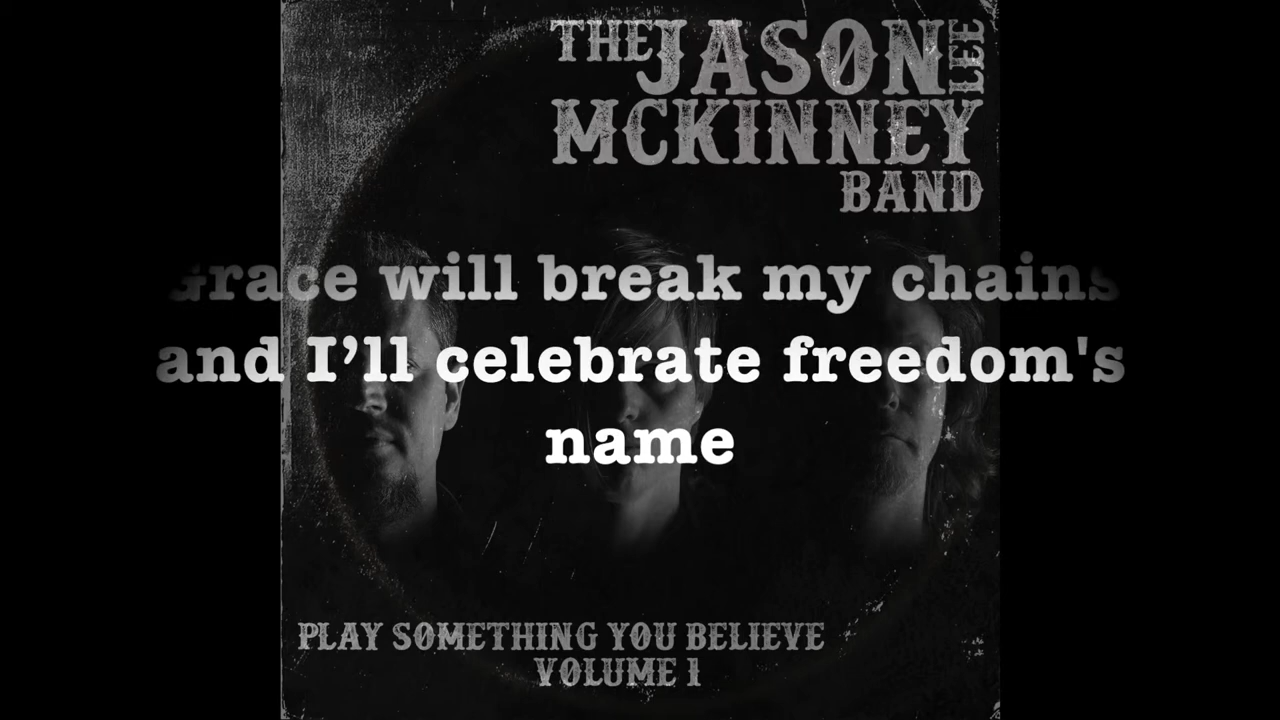 THE JASON LEE
MCKINNEY
BAND
Grace will break my chains
and I’ll celebrate freedom's
name
PLAY SOMETHING YOU BELIEVE
VOLUME 1